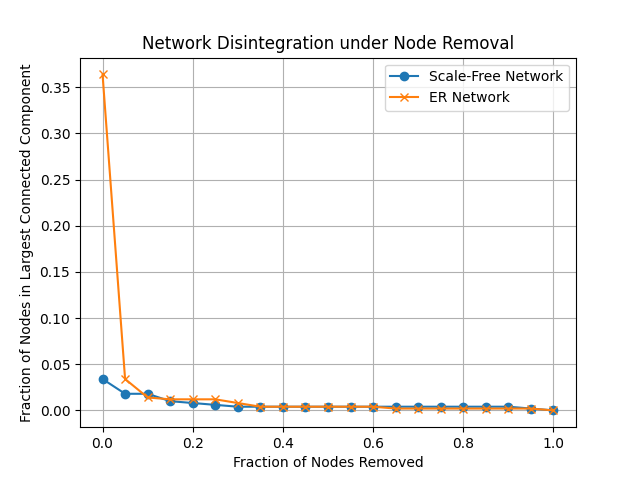 Network Disintegration under Node Removal
Scale-Free Network
ER Network
Fraction of Nodes in Largest Connected Component
0.35
0.30
0.25
0.20
0.15
0.10
0.05
0.00
0.0 0.2 0.4 0.6 0.8 1.0
Fraction of Nodes Removed